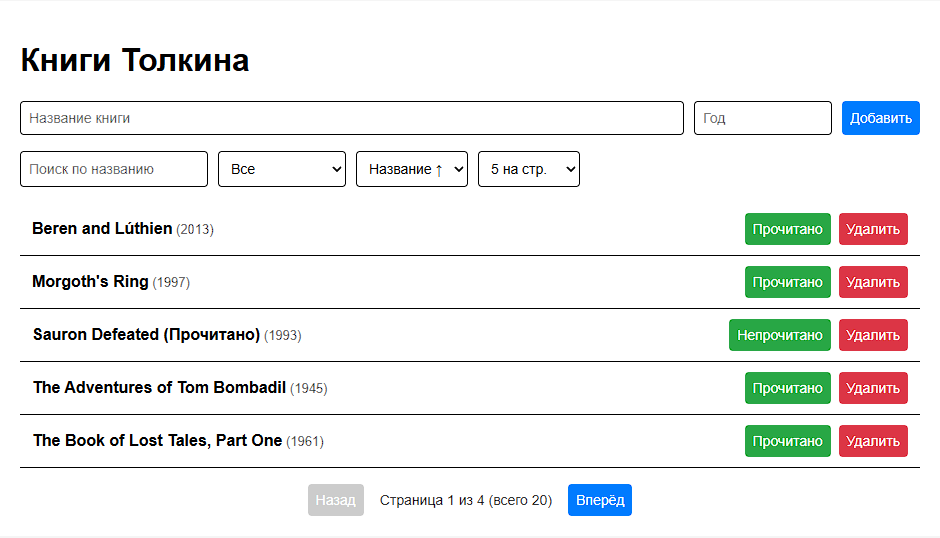 Книги Толкина
Название книги Год Добавить
Поиск по названию Все Название ↑ 5 на стр.
Beren and Lúthien (2013) Прочитано Удалить
Morgoth's Ring (1997) Прочитано Удалить
Sauron Defeated (Прочитано) (1993) Непрочитано Удалить
The Adventures of Tom Bombadil (1945) Прочитано Удалить
The Book of Lost Tales, Part One (1961) Прочитано Удалить
Назад Страница 1 из 4 (всего 20) Вперёд